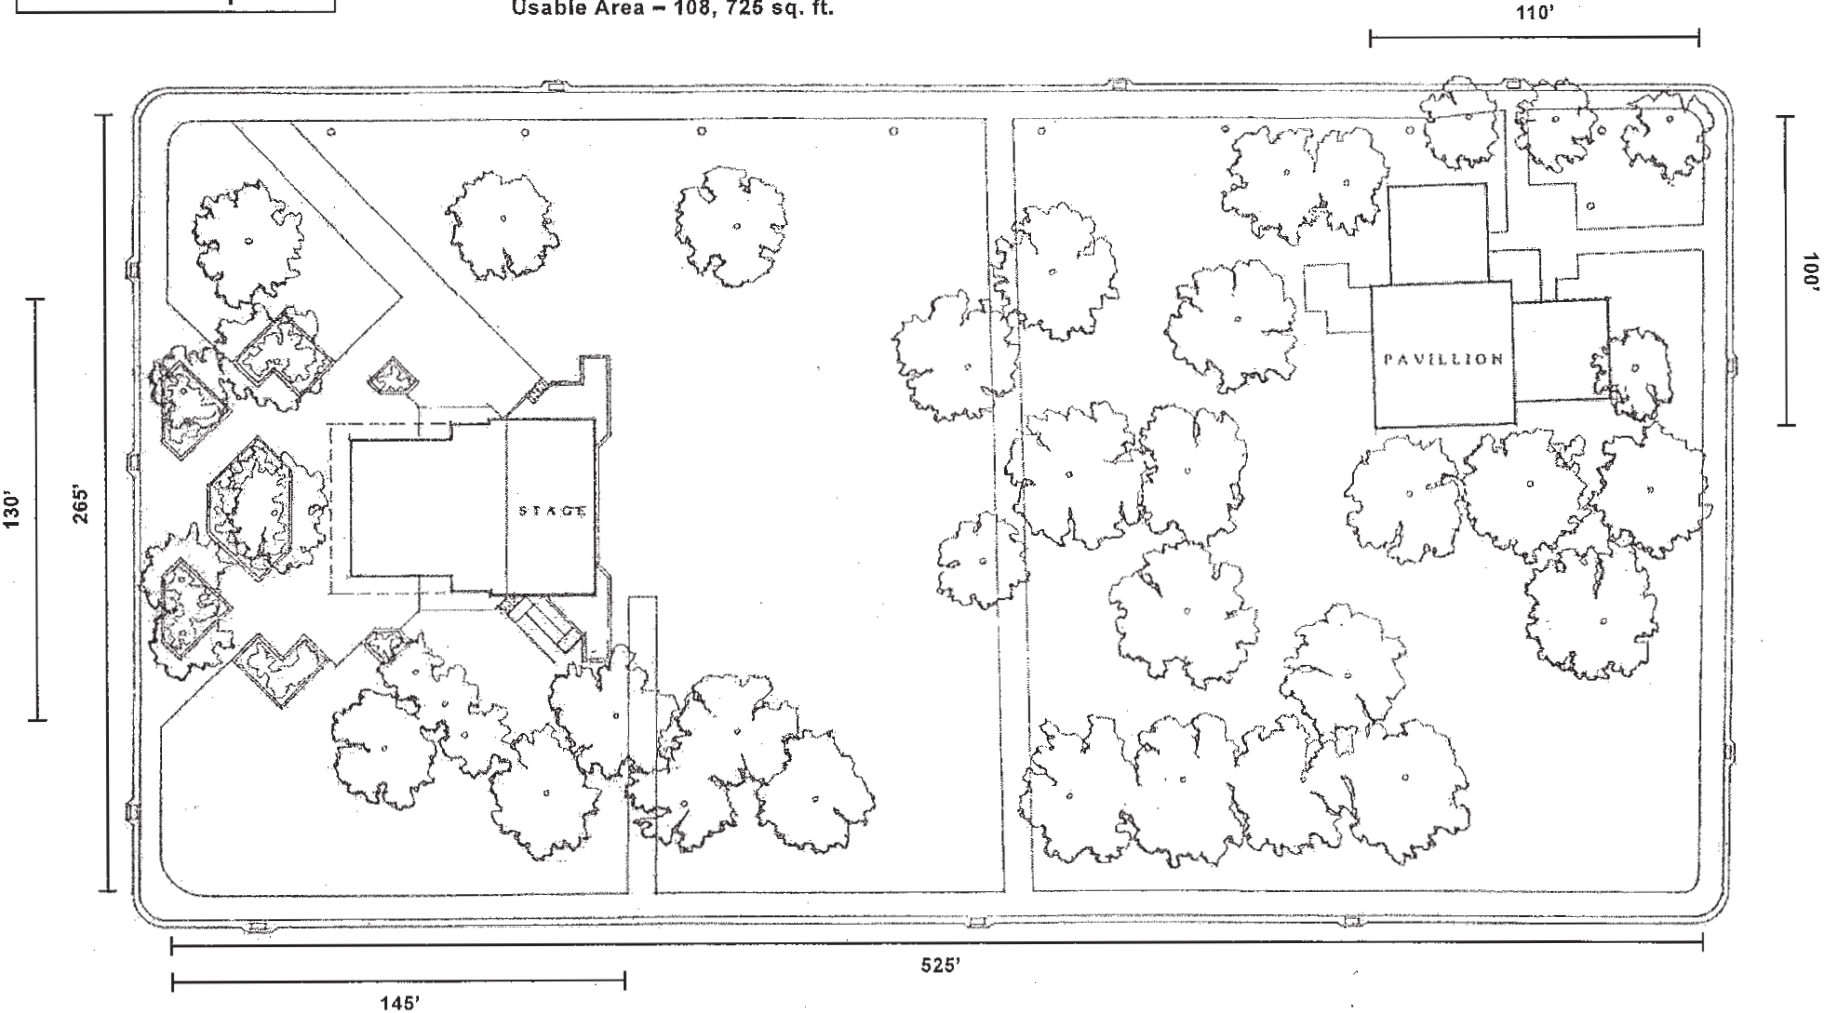 Usable Area – 108, 725 sq. ft.
110'
100'
PAVILLION
130'
265'
STAGE
525'
145'